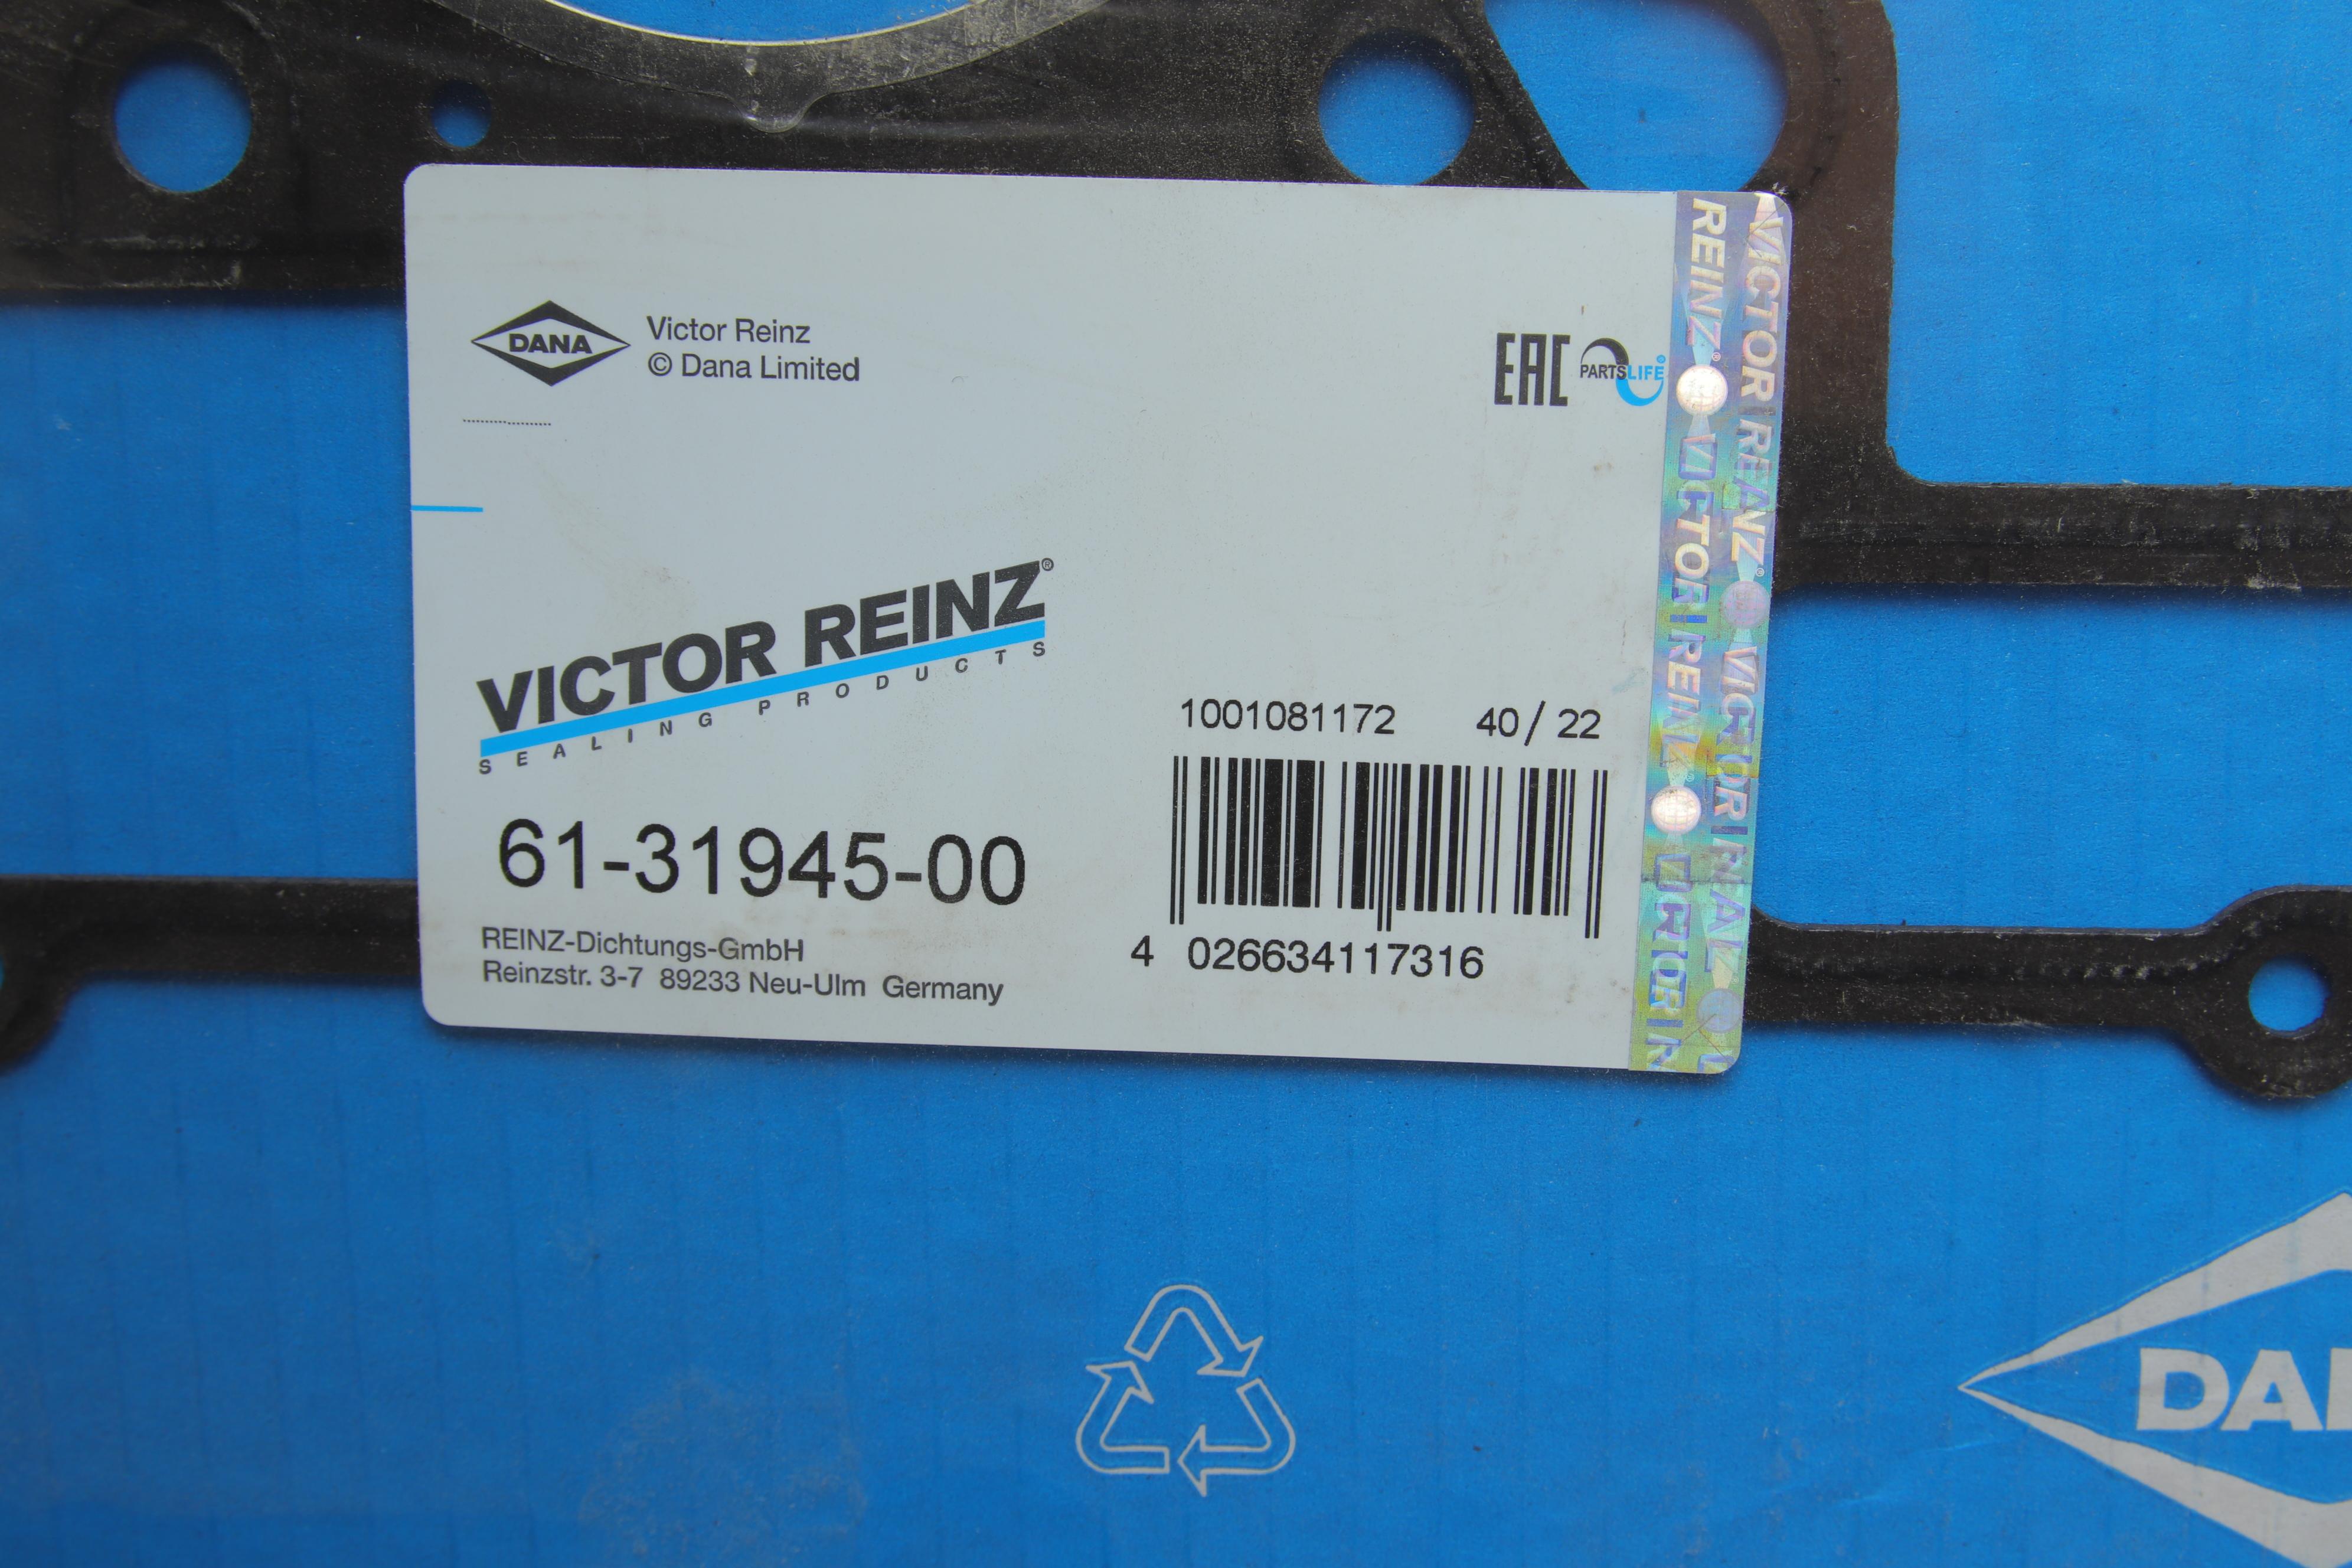 DANA
Victor Reinz
© Dana Limited
EAC
PARTSLIFE®
VICTOR REINZ®
SEALING PRODUCTS
1001081172 40/ 22
61-31945-00
4 026634117316
REINZ-Dichtungs-GmbH
Reinzstr. 3-7 89233 Neu-Ulm Germany
REINZ®
VICTOR REINZ®